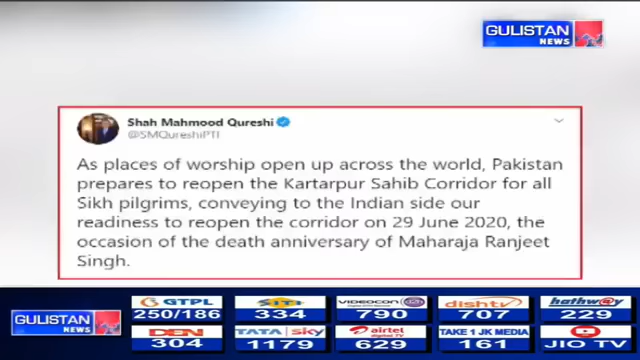 GULISTAN
NEWS
Shah Mahmood Qureshi
@SMQureshiPTI
As places of worship open up across the world, Pakistan
prepares to reopen the Kartarpur Sahib Corridor for all
Sikh pilgrims, conveying to the Indian side our
readiness to reopen the corridor on 29 June 2020, the
occasion of the death anniversary of Maharaja Ranjeet
Singh.
GULISTAN
NEWS
GTPL
250/186
SITI
334
VIDEOCON d2h
790
dishtv
707
hathway
229
DEN
304
TATA sky
1179
airtel
digital TV
629
TAKE 1 JK MEDIA
161
JIO TV